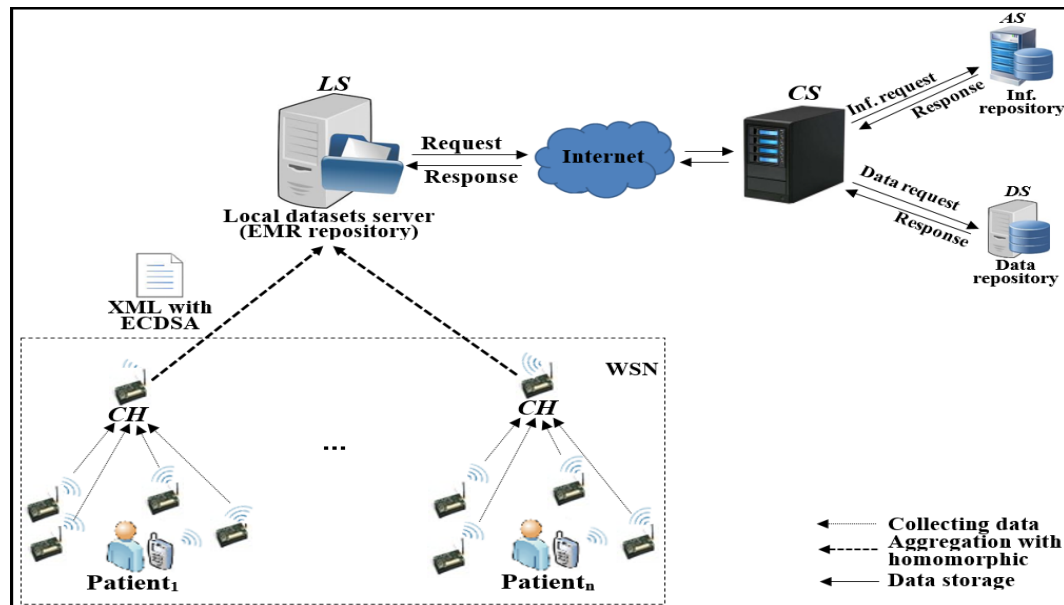 AS
LS
CS
Inf. request
Response
Inf.
repository
Request
Response
Internet
Data request
Response
DS
Data
repository
Local datasets server
(EMR repository)
XML with
ECDSA
WSN
CH
CH
...
Patient₁
Patientₙ
Collecting data
Aggregation with
homomorphic
Data storage